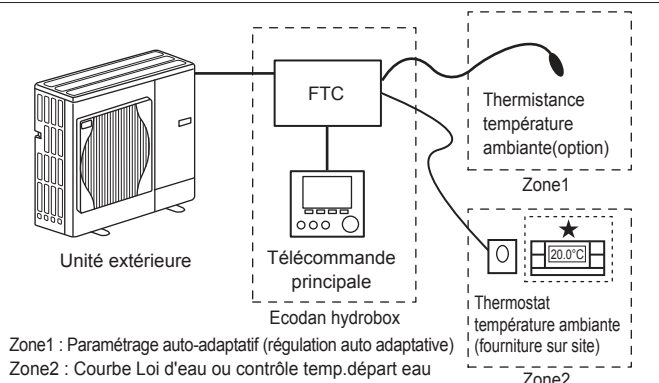 FTC
Thermistance
température
ambiante(option)
Zone1
Unité extérieure
Télécommande
principale
Ecodan hydrobox
★
20.0°C
Thermostat
température ambiante
(fourniture sur site)
Zone2
Zone1 : Paramétrage auto-adaptatif (régulation auto adaptative)
Zone2 : Courbe Loi d'eau ou contrôle temp.départ eau